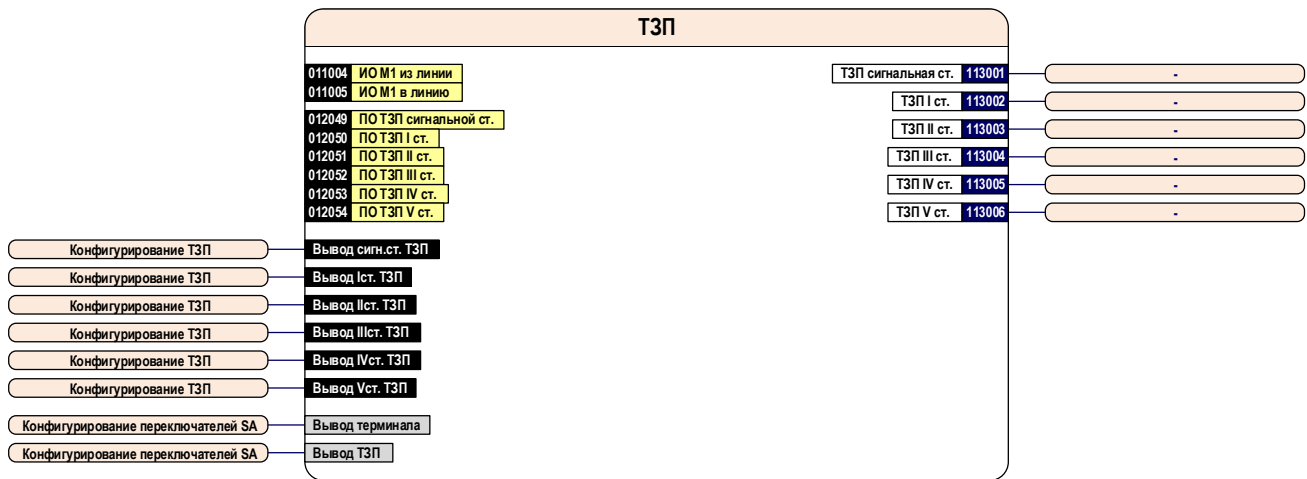 ТЗП
011004 ИО М1 из линии
011005 ИО М1 в линию
012049 ПО ТЗП сигнальной ст.
012050 ПО ТЗП I ст.
012051 ПО ТЗП II ст.
012052 ПО ТЗП III ст.
012053 ПО ТЗП IV ст.
012054 ПО ТЗП V ст.
ТЗП сигнальная ст. 113001 -
ТЗП I ст. 113002 -
ТЗП II ст. 113003 -
ТЗП III ст. 113004 -
ТЗП IV ст. 113005 -
ТЗП V ст. 113006 -
Конфигурирование ТЗП Вывод сигн.ст. ТЗП
Конфигурирование ТЗП Вывод Iст. ТЗП
Конфигурирование ТЗП Вывод IIст. ТЗП
Конфигурирование ТЗП Вывод IIIст. ТЗП
Конфигурирование ТЗП Вывод IVст. ТЗП
Конфигурирование ТЗП Вывод Vст. ТЗП
Конфигурирование переключателей SA Вывод терминала
Конфигурирование переключателей SA Вывод ТЗП